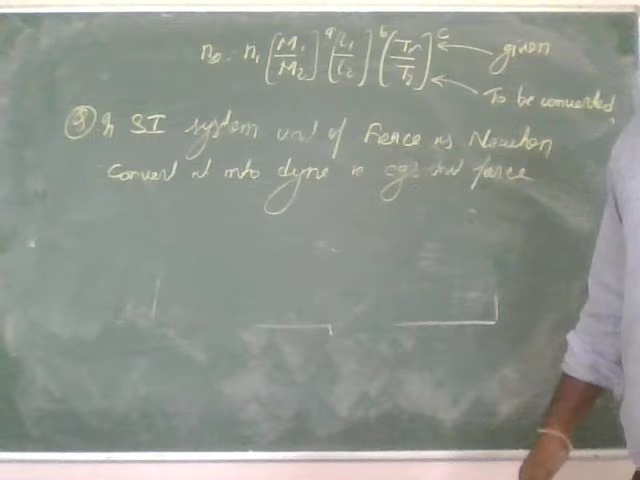 n₂ = n₁ [M₁/M₂]ᵃ [L₁/L₂]ᵇ [T₁/T₂]ᶜ ← given
← To be converted
Q In SI system unit of Force is Newton
Convert it into dyne in cgs unit force